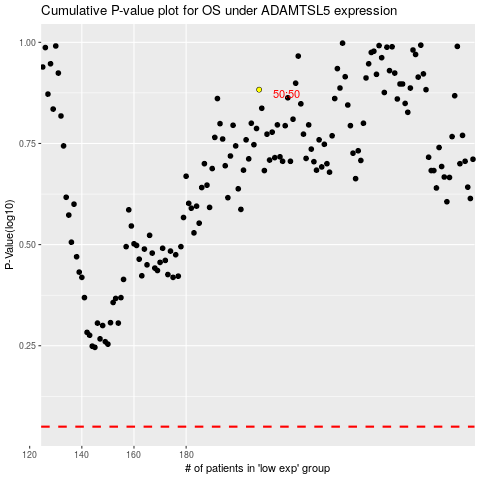 Cumulative P-value plot for OS under ADAMTSL5 expression
P-Value(log10)
1.00
0.75
0.50
0.25
50:50
120 140 160 180
# of patients in 'low exp' group